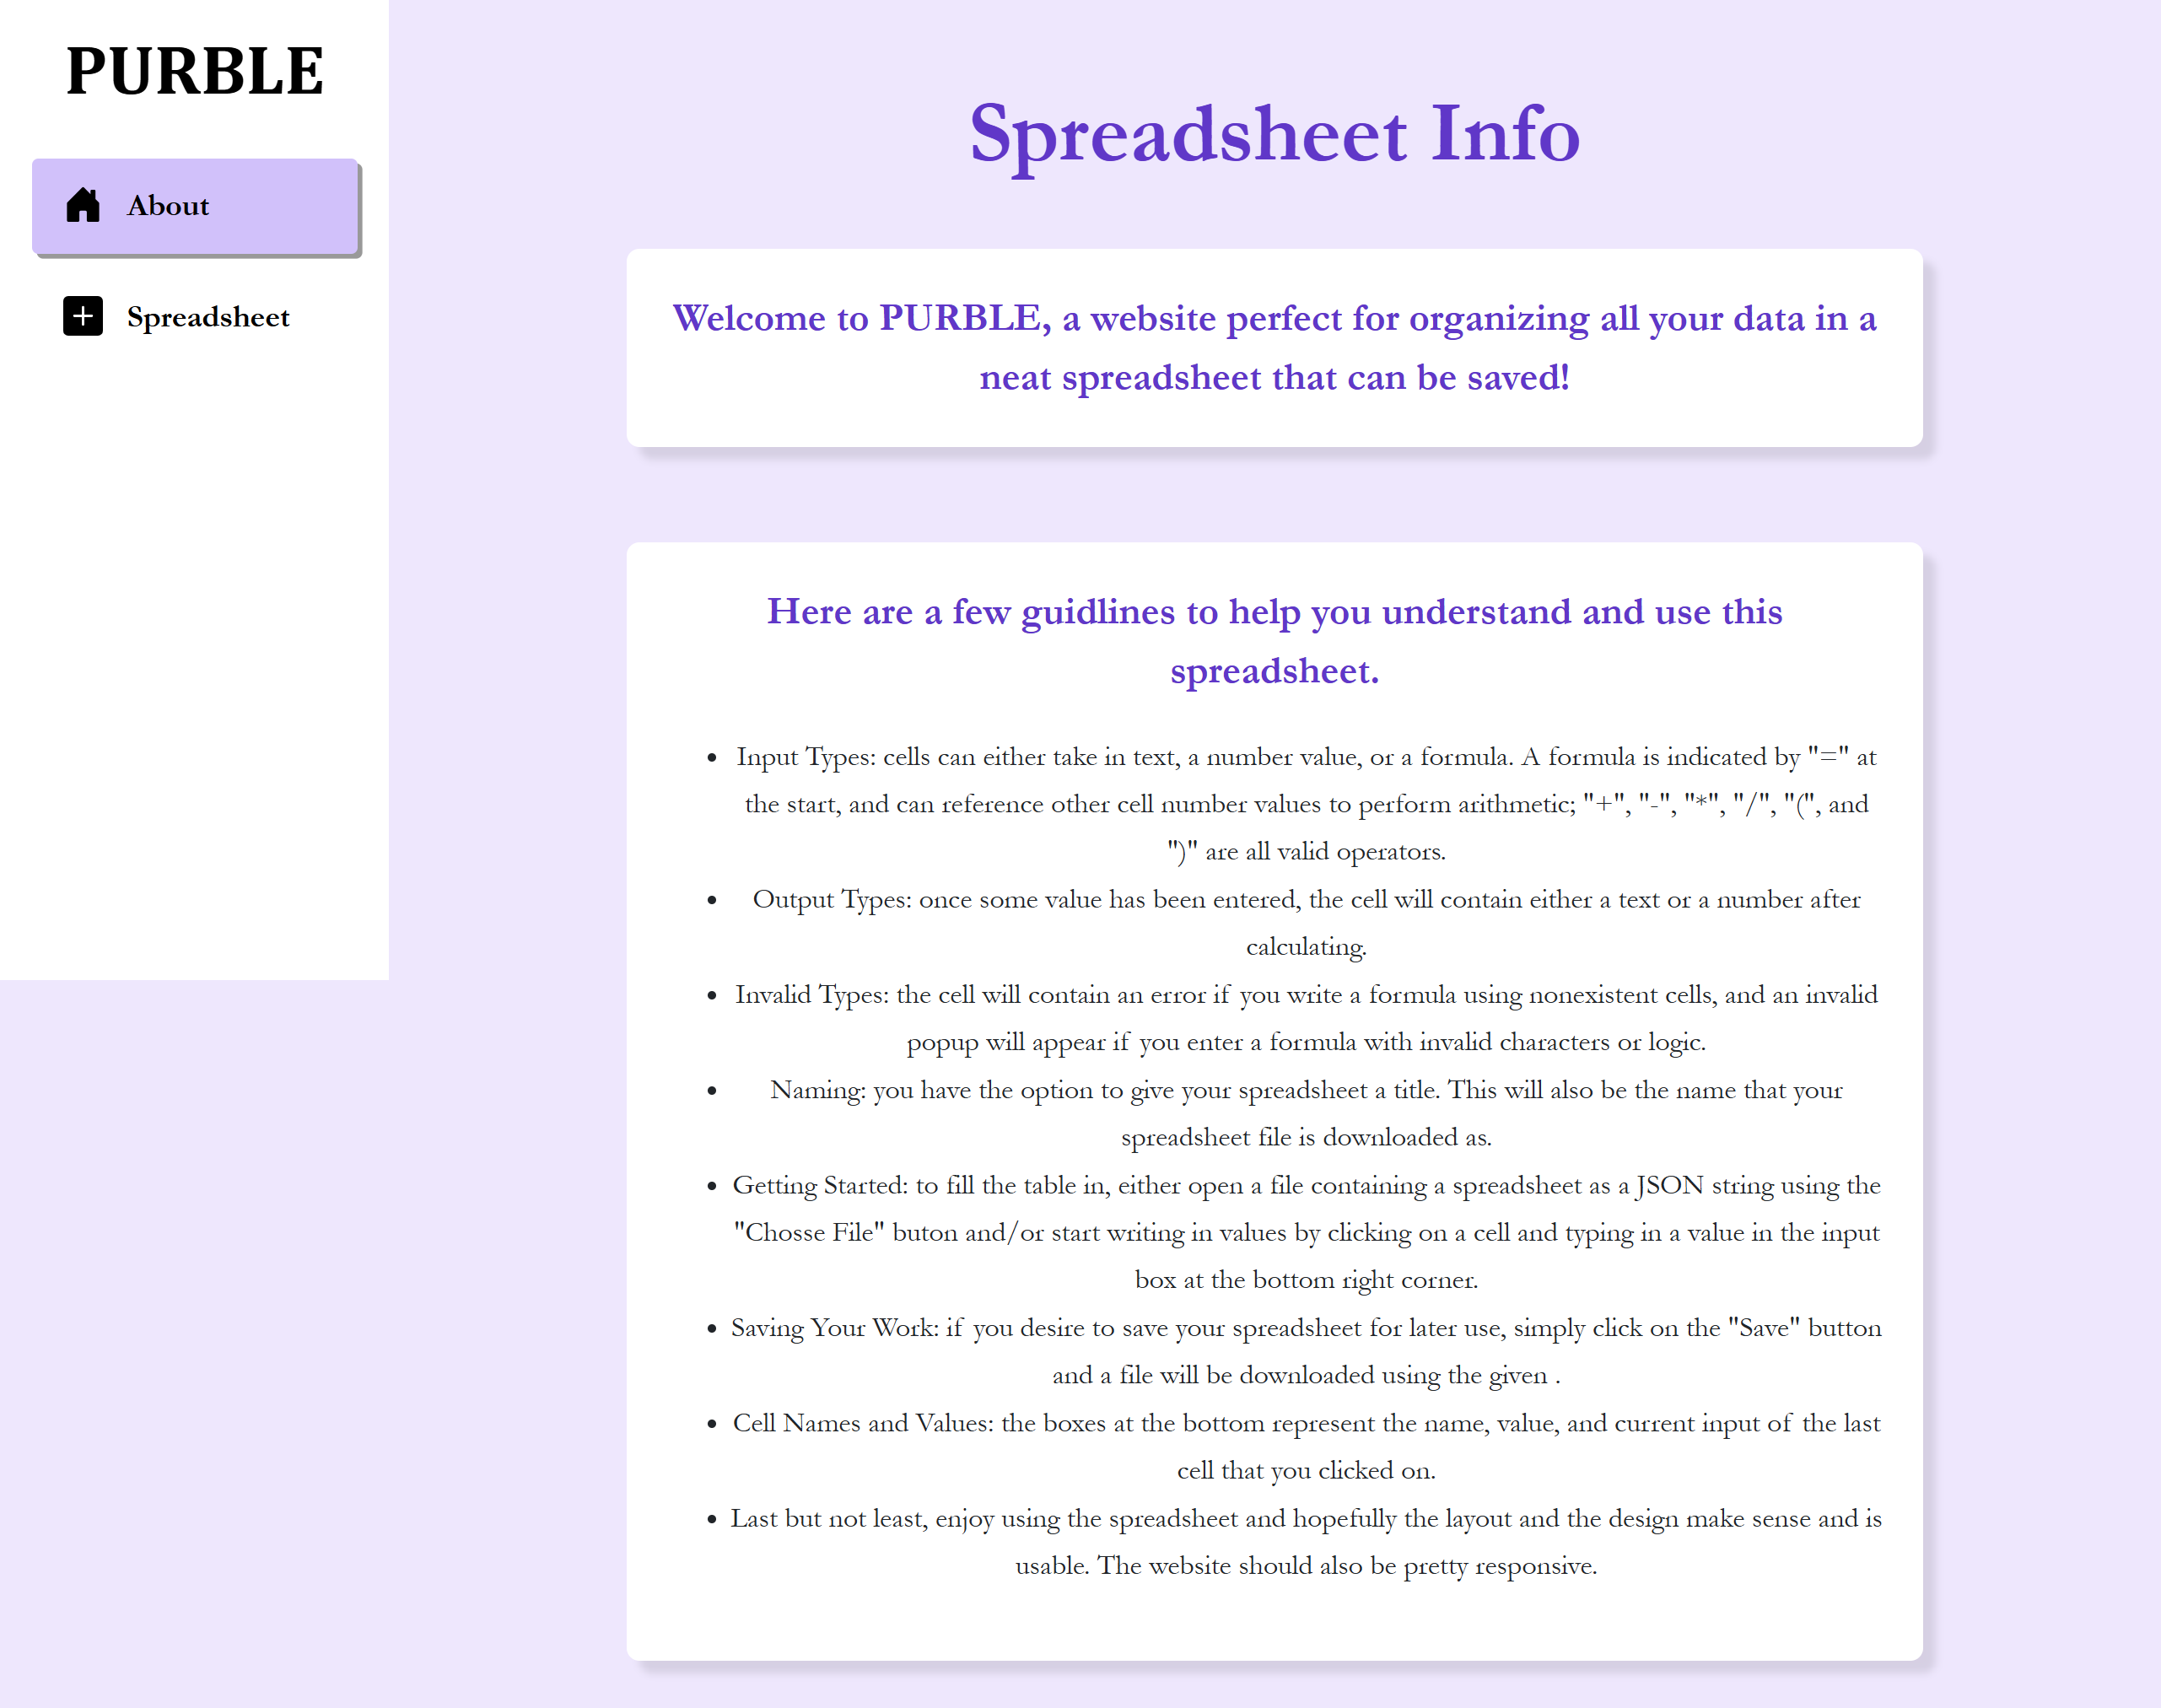 PURBLE
About
Spreadsheet
Spreadsheet Info
Welcome to PURBLE, a website perfect for organizing all your data in a
neat spreadsheet that can be saved!
Here are a few guidlines to help you understand and use this
spreadsheet.
• Input Types: cells can either take in text, a number value, or a formula. A formula is indicated by "=" at
the start, and can reference other cell number values to perform arithmetic; "+", "-", "*", "/", "(", and
")" are all valid operators.
• Output Types: once some value has been entered, the cell will contain either a text or a number after
calculating.
• Invalid Types: the cell will contain an error if you write a formula using nonexistent cells, and an invalid
popup will appear if you enter a formula with invalid characters or logic.
• Naming: you have the option to give your spreadsheet a title. This will also be the name that your
spreadsheet file is downloaded as.
• Getting Started: to fill the table in, either open a file containing a spreadsheet as a JSON string using the
"Chosse File" buton and/or start writing in values by clicking on a cell and typing in a value in the input
box at the bottom right corner.
• Saving Your Work: if you desire to save your spreadsheet for later use, simply click on the "Save" button
and a file will be downloaded using the given .
• Cell Names and Values: the boxes at the bottom represent the name, value, and current input of the last
cell that you clicked on.
• Last but not least, enjoy using the spreadsheet and hopefully the layout and the design make sense and is
usable. The website should also be pretty responsive.